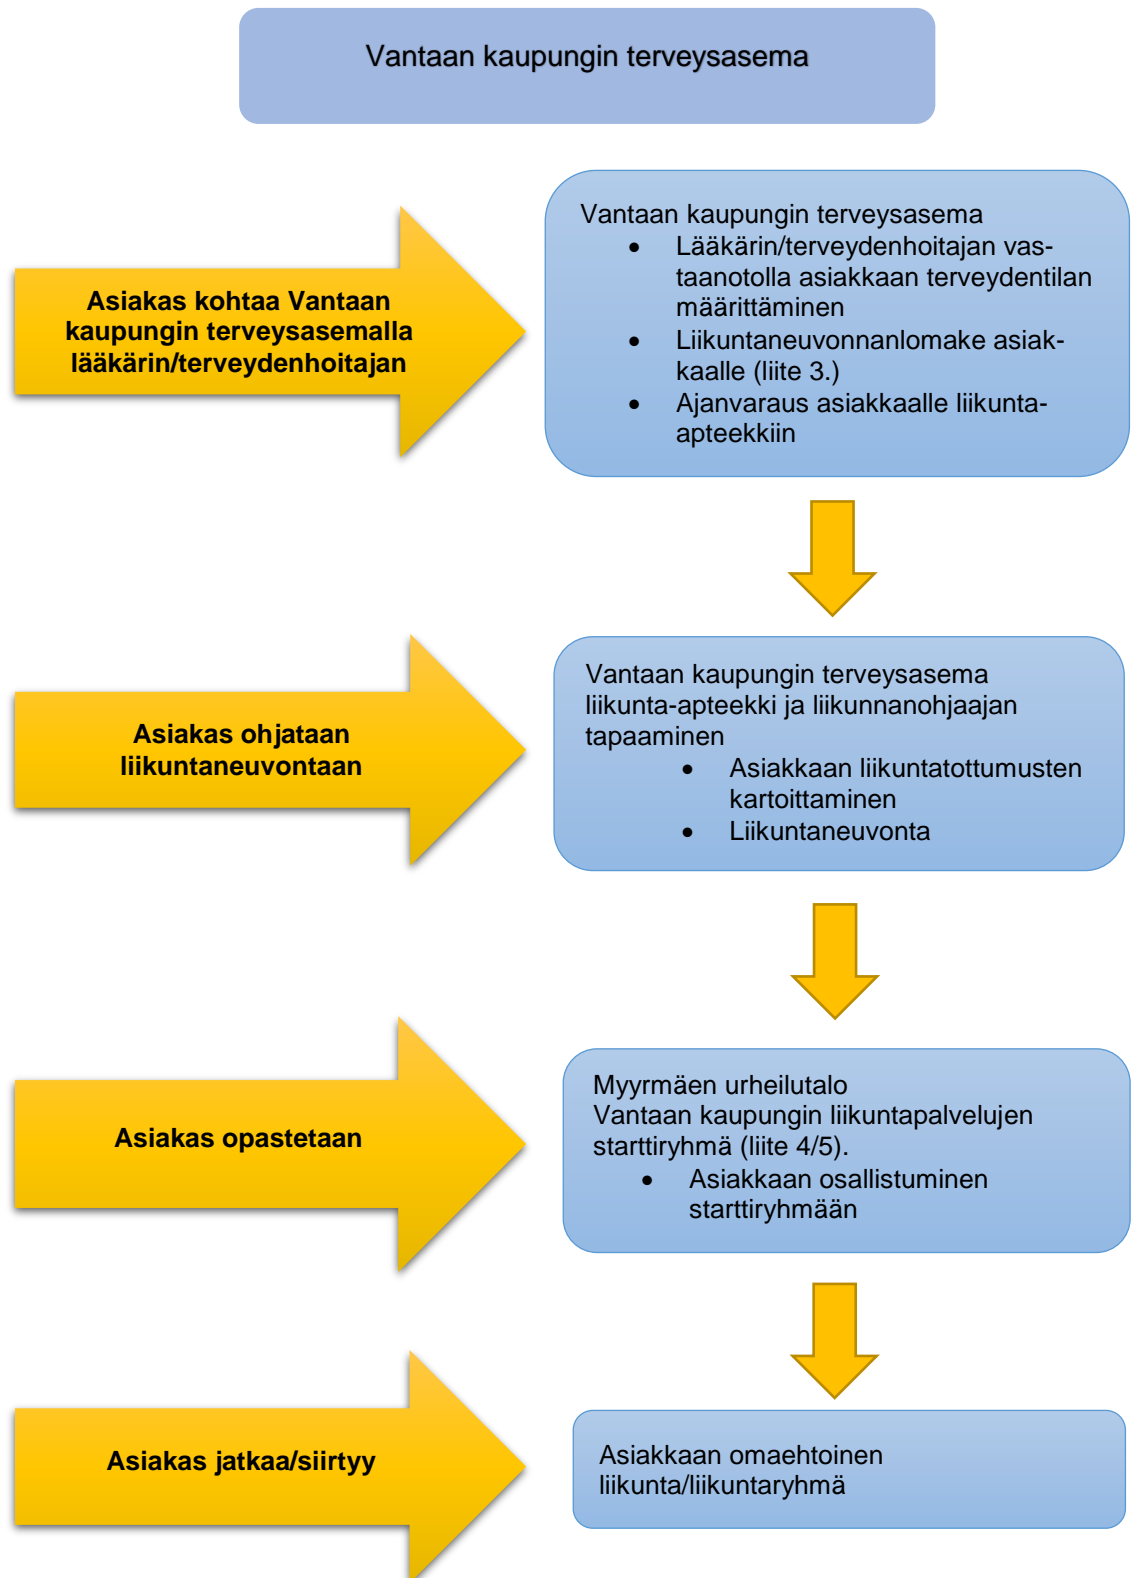 Vantaan kaupungin terveysasema
Asiakas kohtaa Vantaan
kaupungin terveysasemalla
lääkärin/terveydenhoitajan
Vantaan kaupungin terveysasema
• Lääkärin/terveydenhoitajan vas-
taanotolla asiakkaan terveydentilan
määrittäminen
• Liikuntaneuvonnanlomake asiak-
kaalle (liite 3.)
• Ajanvaraus asiakkaalle liikunta-
apteekkiin
Asiakas ohjataan
liikuntaneuvontaan
Vantaan kaupungin terveysasema
liikunta-apteekki ja liikunnanohjaajan
tapaaminen
• Asiakkaan liikuntatottumusten
kartoittaminen
• Liikuntaneuvonta
Asiakas opastetaan
Myyrmäen urheilutalo
Vantaan kaupungin liikuntapalvelujen
starttiryhmä (liite 4/5).
• Asiakkaan osallistuminen
starttiryhmään
Asiakas jatkaa/siirtyy
Asiakkaan omaehtoinen
liikunta/liikuntaryhmä